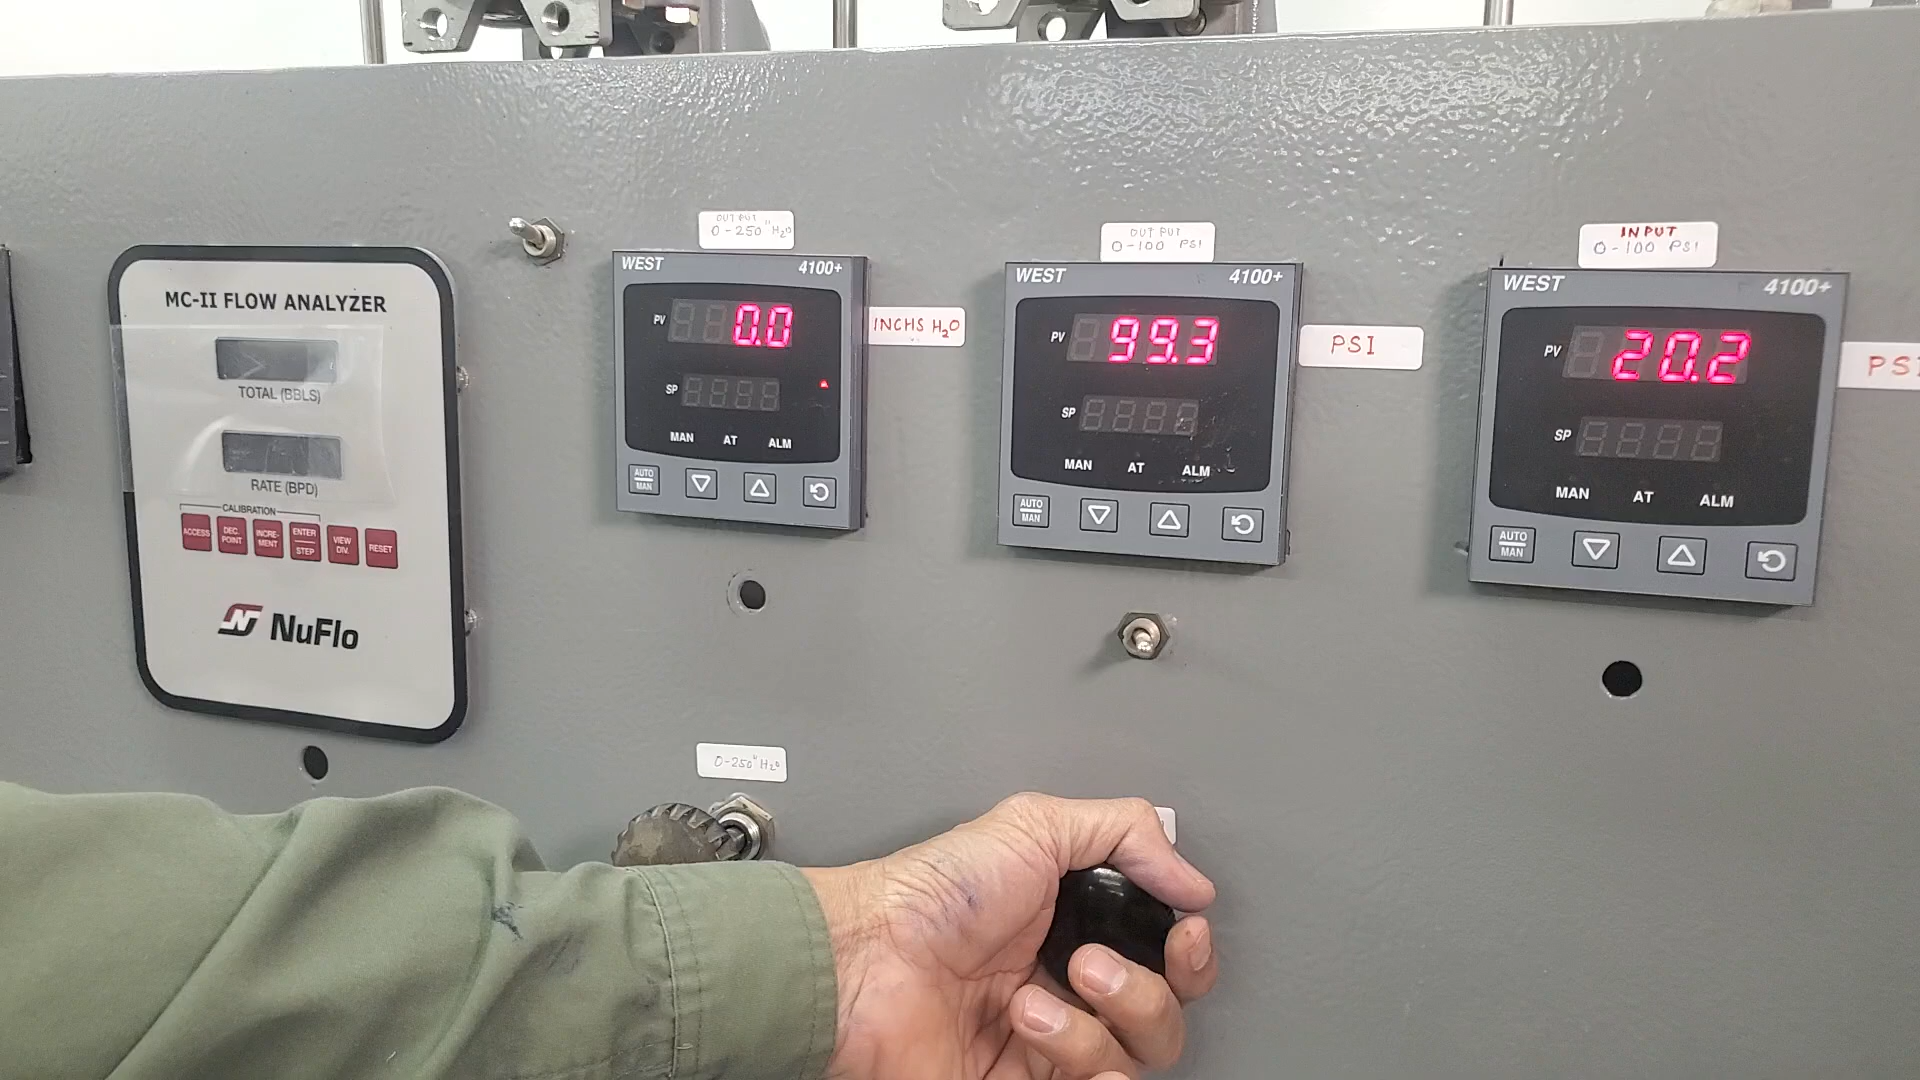 MC-II FLOW ANALYZER
TOTAL (BBLS)
RATE (BPD)
CALIBRATION
ACCESS
DEC. POINT
INCRE-MENT
ENTER
STEP
VIEW DIV.
RESET
NuFlo
OUTPUT
0-250" H2O
WEST 4100+
PV 0.0
SP
MAN AT ALM
AUTO
MAN
INCHS H2O
0-250" H2O
OUTPUT
0-100 PSI
WEST 4100+
PV 99.3
SP
MAN AT ALM
AUTO
MAN
PSI
INPUT
0-100 PSI
WEST 4100+
PV 20.2
SP
MAN AT ALM
AUTO
MAN
PSI